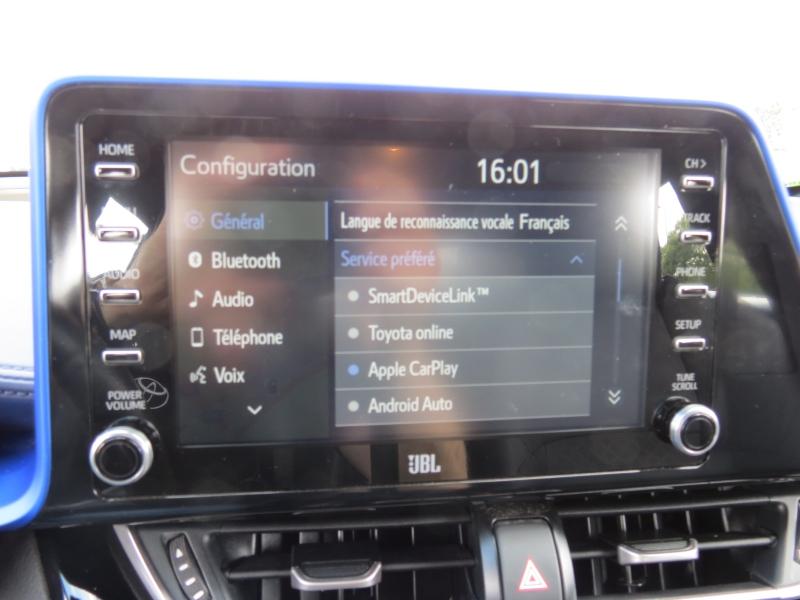 HOME
CH >
Configuration
16:01
Général
Langue de reconnaissance vocale Français
TRACK
Bluetooth
Service préféré
AUDIO
PHONE
Audio
SmartDeviceLink™
MAP
Téléphone
Toyota online
SETUP
Voix
Apple CarPlay
TUNE
SCROLL
POWER
VOLUME
Android Auto
JBL